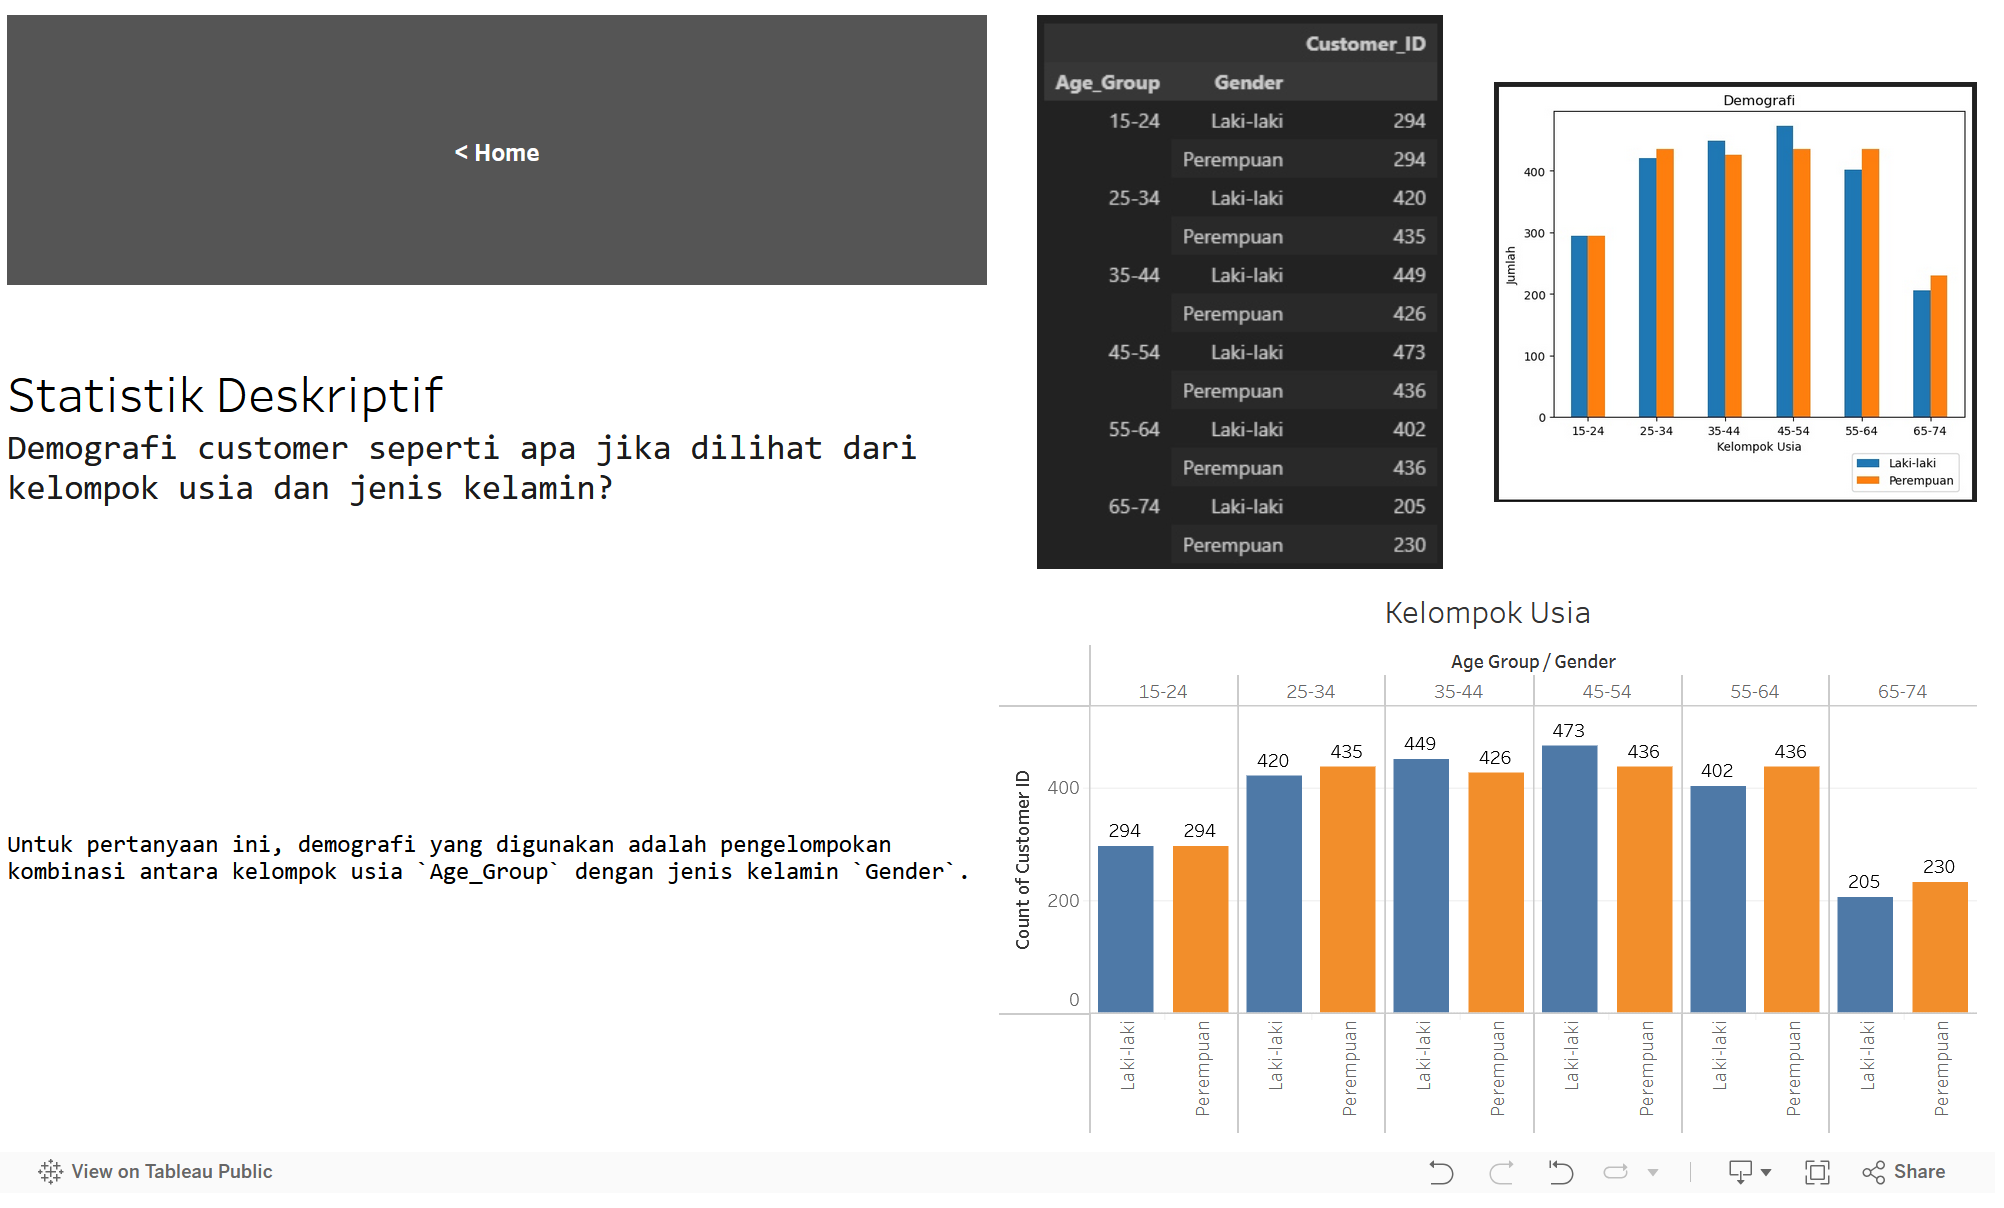 < Home
Statistik Deskriptif
Demografi customer seperti apa jika dilihat dari
kelompok usia dan jenis kelamin?
Untuk pertanyaan ini, demografi yang digunakan adalah pengelompokan
kombinasi antara kelompok usia `Age_Group` dengan jenis kelamin `Gender`.
Customer_ID
Age_Group Gender
15-24 Laki-laki 294
Perempuan 294
25-34 Laki-laki 420
Perempuan 435
35-44 Laki-laki 449
Perempuan 426
45-54 Laki-laki 473
Perempuan 436
55-64 Laki-laki 402
Perempuan 436
65-74 Laki-laki 205
Perempuan 230
Demografi
Jumlah
400
300
200
100
0
15-24 25-34 35-44 45-54 55-64 65-74
Kelompok Usia
Laki-laki
Perempuan
Kelompok Usia
Age Group / Gender
15-24 25-34 35-44 45-54 55-64 65-74
Count of Customer ID
400
200
0
294 294 420 435 449 426 473 436 402 436 205 230
Laki-laki Perempuan Laki-laki Perempuan Laki-laki Perempuan Laki-laki Perempuan Laki-laki Perempuan Laki-laki Perempuan
View on Tableau Public
Share